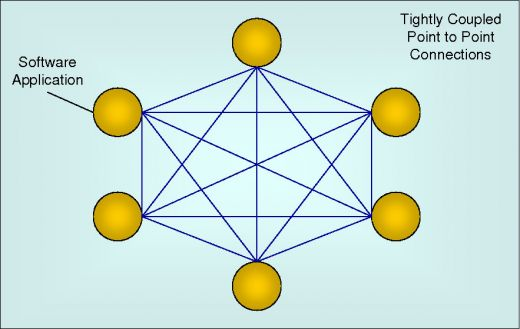 Tightly Coupled
Point to Point
Connections
Software
Application